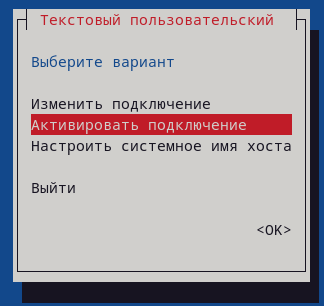 Текстовый пользовательский
Выберите вариант
Изменить подключение
Активировать подключение
Настроить системное имя хоста
Выйти
<OK>